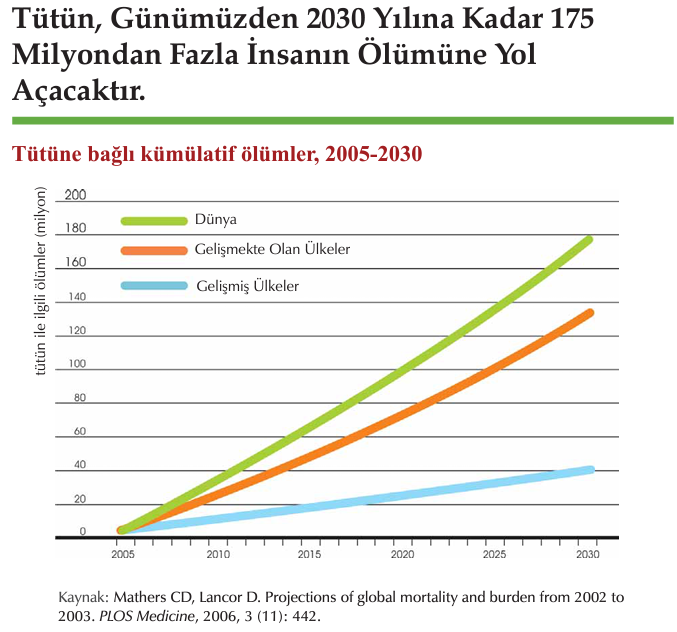 Tütün, Günümüzden 2030 Yılına Kadar 175
Milyondan Fazla İnsanın Ölümüne Yol
Açacaktır.
Tütüne bağlı kümülatif ölümler, 2005-2030
tütün ile ilgili ölümler (milyon)
200
180
160
140
120
100
80
60
40
20
0
Dünya
Gelişmekte Olan Ülkeler
Gelişmiş Ülkeler
2005 2010 2015 2020 2025 2030
Kaynak: Mathers CD, Lancor D. Projections of global mortality and burden from 2002 to
2003. PLOS Medicine, 2006, 3 (11): 442.